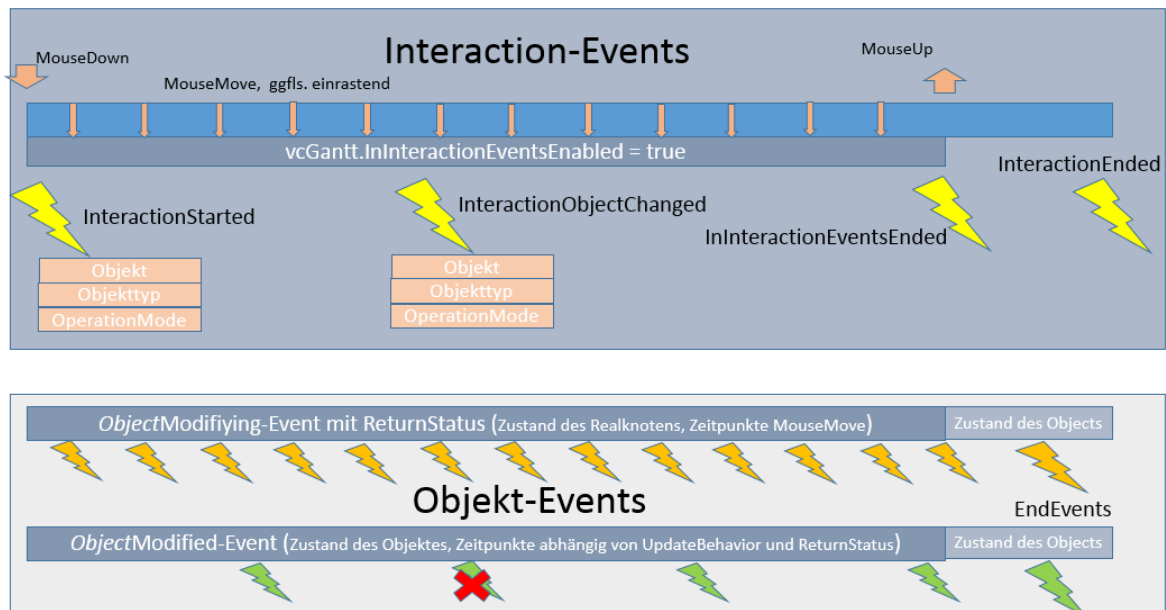 Interaction-Events
MouseDown
MouseUp
MouseMove, ggfls. einrastend
vcGantt.InInteractionEventsEnabled = true
InteractionEnded
InteractionStarted
InteractionObjectChanged
InInteractionEventsEnded
Objekt
Objekttyp
OperationMode
Objekt
Objekttyp
OperationMode
ObjectModifiying-Event mit ReturnStatus (Zustand des Realknotens, Zeitpunkte MouseMove)
Zustand des Objects
Objekt-Events
EndEvents
ObjectModified-Event (Zustand des Objektes, Zeitpunkte abhängig von UpdateBehavior und ReturnStatus)
Zustand des Objects